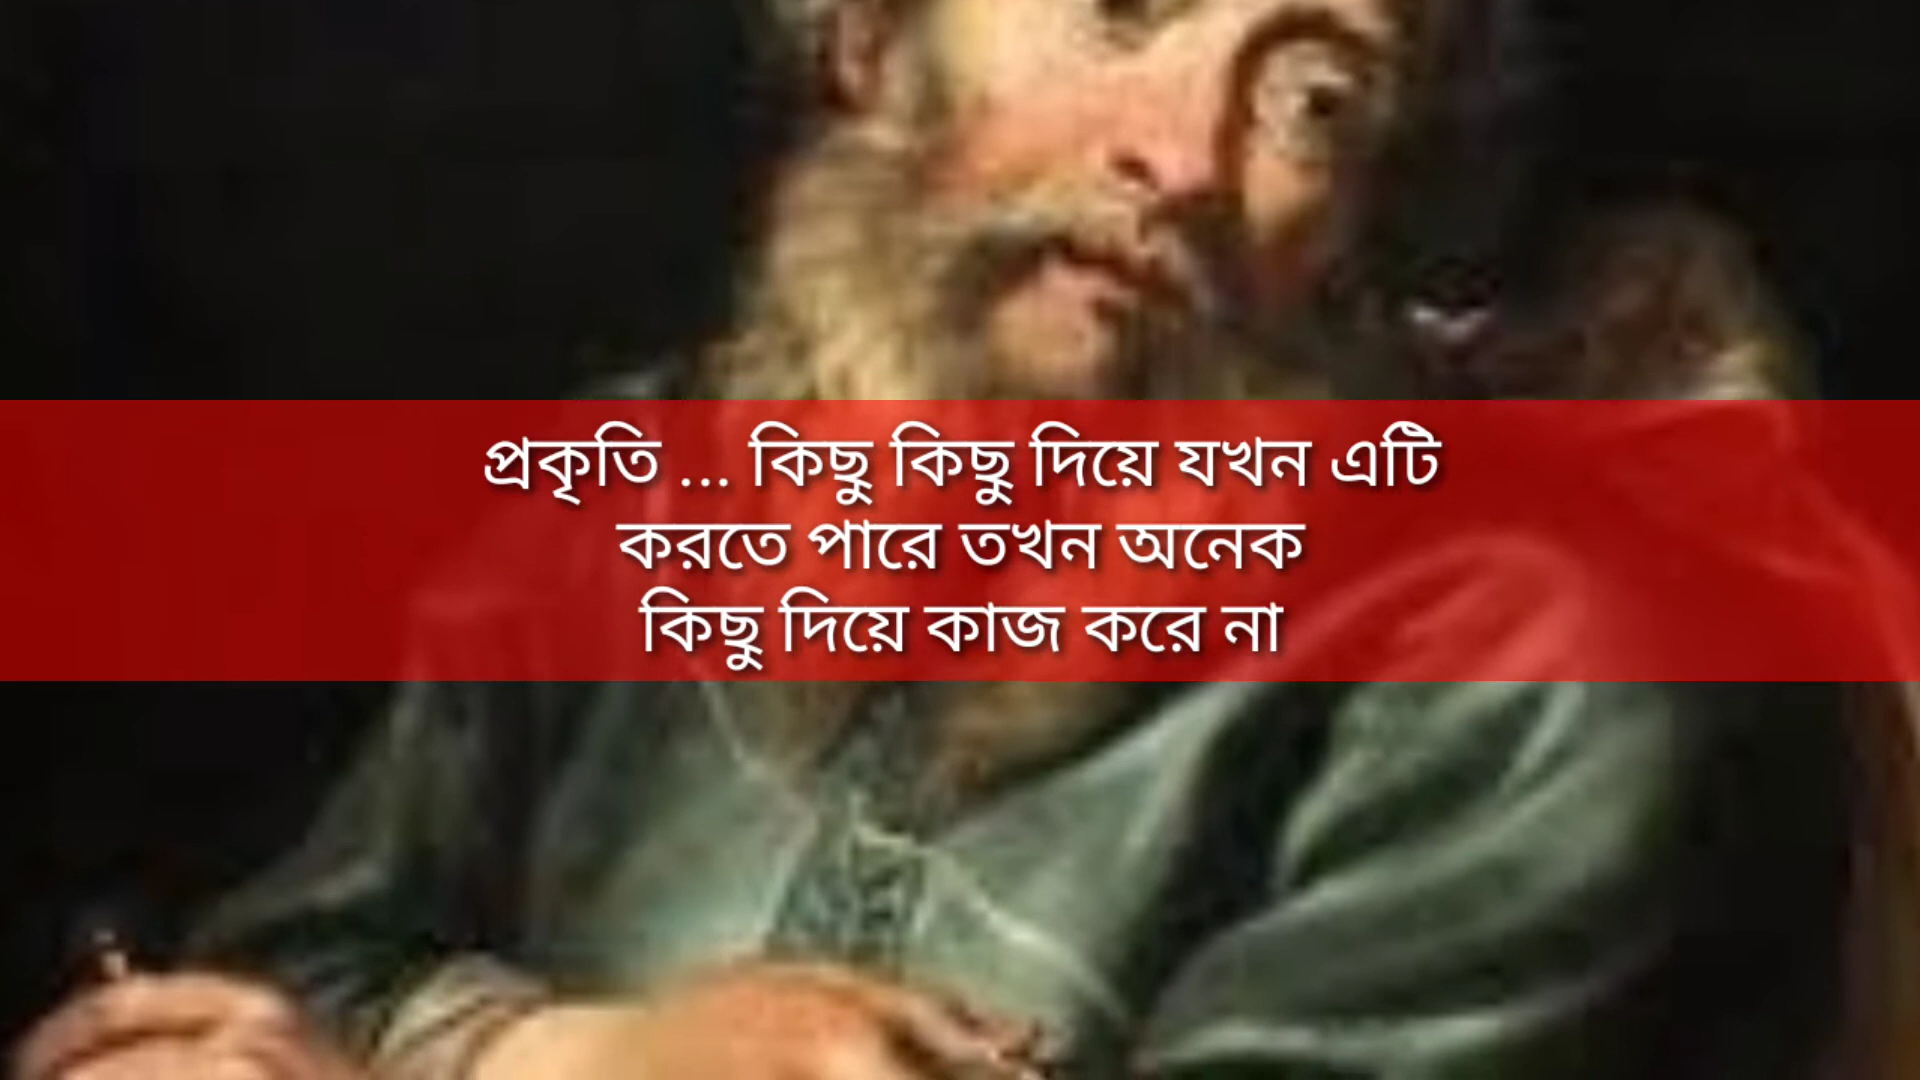 প্রকৃতি ... কিছু কিছু দিয়ে যখন এটি
করতে পারে তখন অনেক
কিছু দিয়ে কাজ করে না